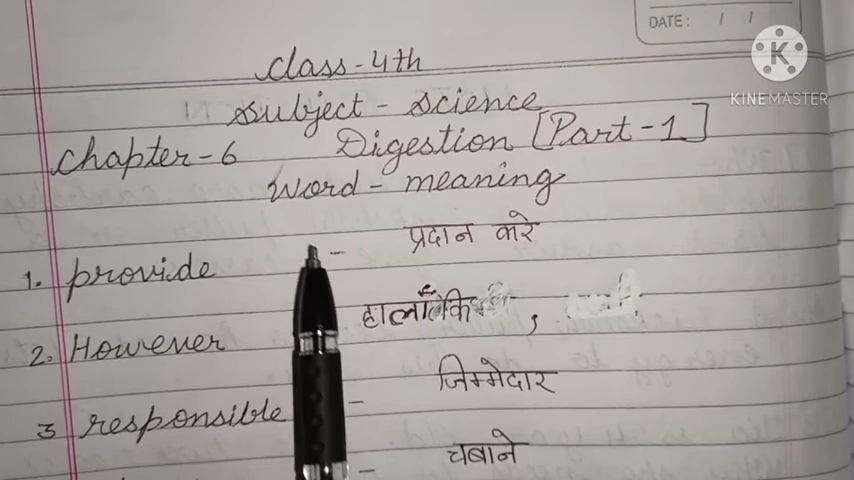 DATE: / /
KINEMASTER
Class-4th
Subject - Science
Chapter-6 Digestion [Part-1]
Word - meaning
1. provide - प्रदान करे
2. However हालाँकि ,
3 responsible - जिम्मेदार
- चबाने